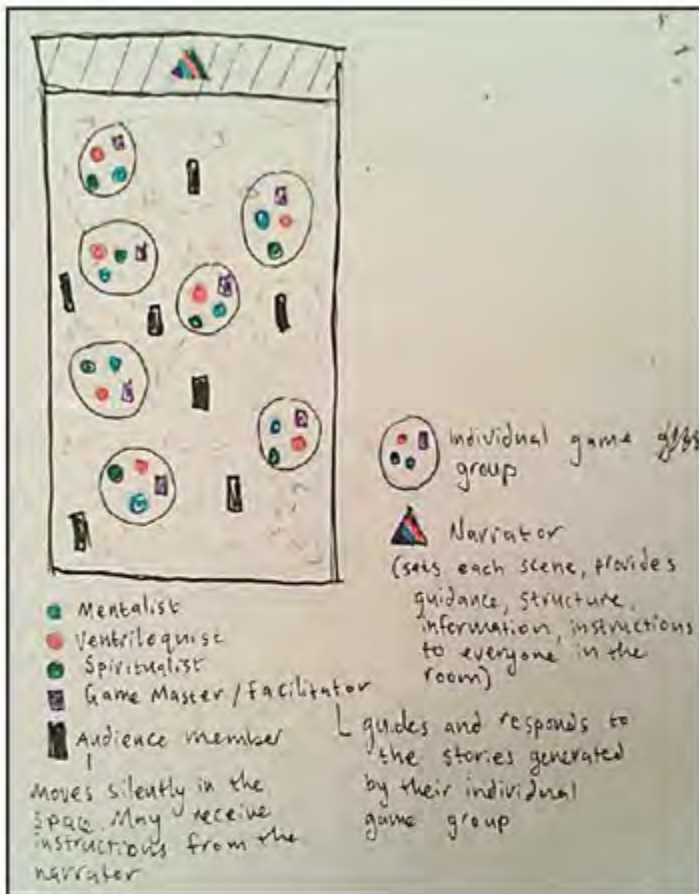 Individual game
group
Narrator
(sets each scene, provides
guidance, structure,
information, instructions
to everyone in the
room)
Mentalist
Ventriloquist
Spiritualist
Game Master / Facilitator
guides and responds to
the stories generated
by their individual
game group
Audience member
moves silently in the
space. May receive
instructions from the
narrator